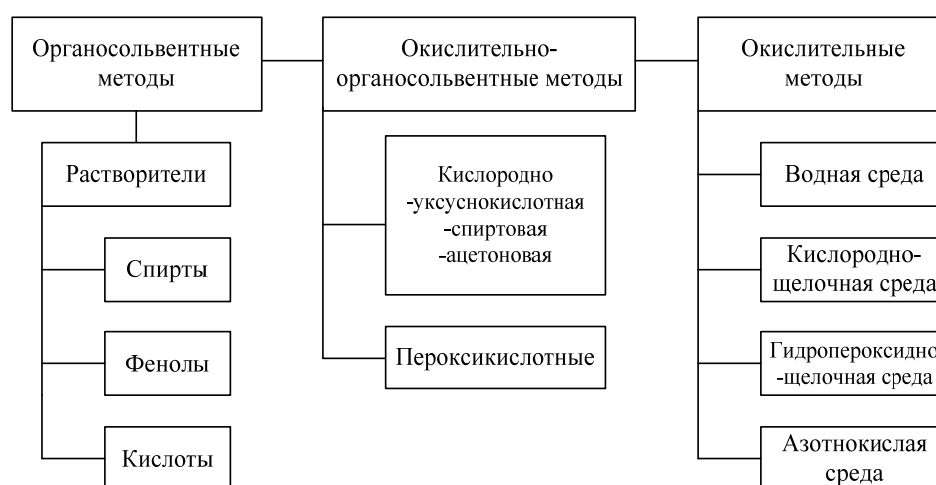 Органосольвентные
методы
Окислительно-
органосольвентные методы
Окислительные
методы
Растворители
Спирты
Фенолы
Кислоты
Кислородно
-уксуснокислотная
-спиртовая
-ацетоновая
Пероксикислотные
Водная среда
Кислородно-
щелочная среда
Гидропероксидно
-щелочная среда
Азотнокислая
среда